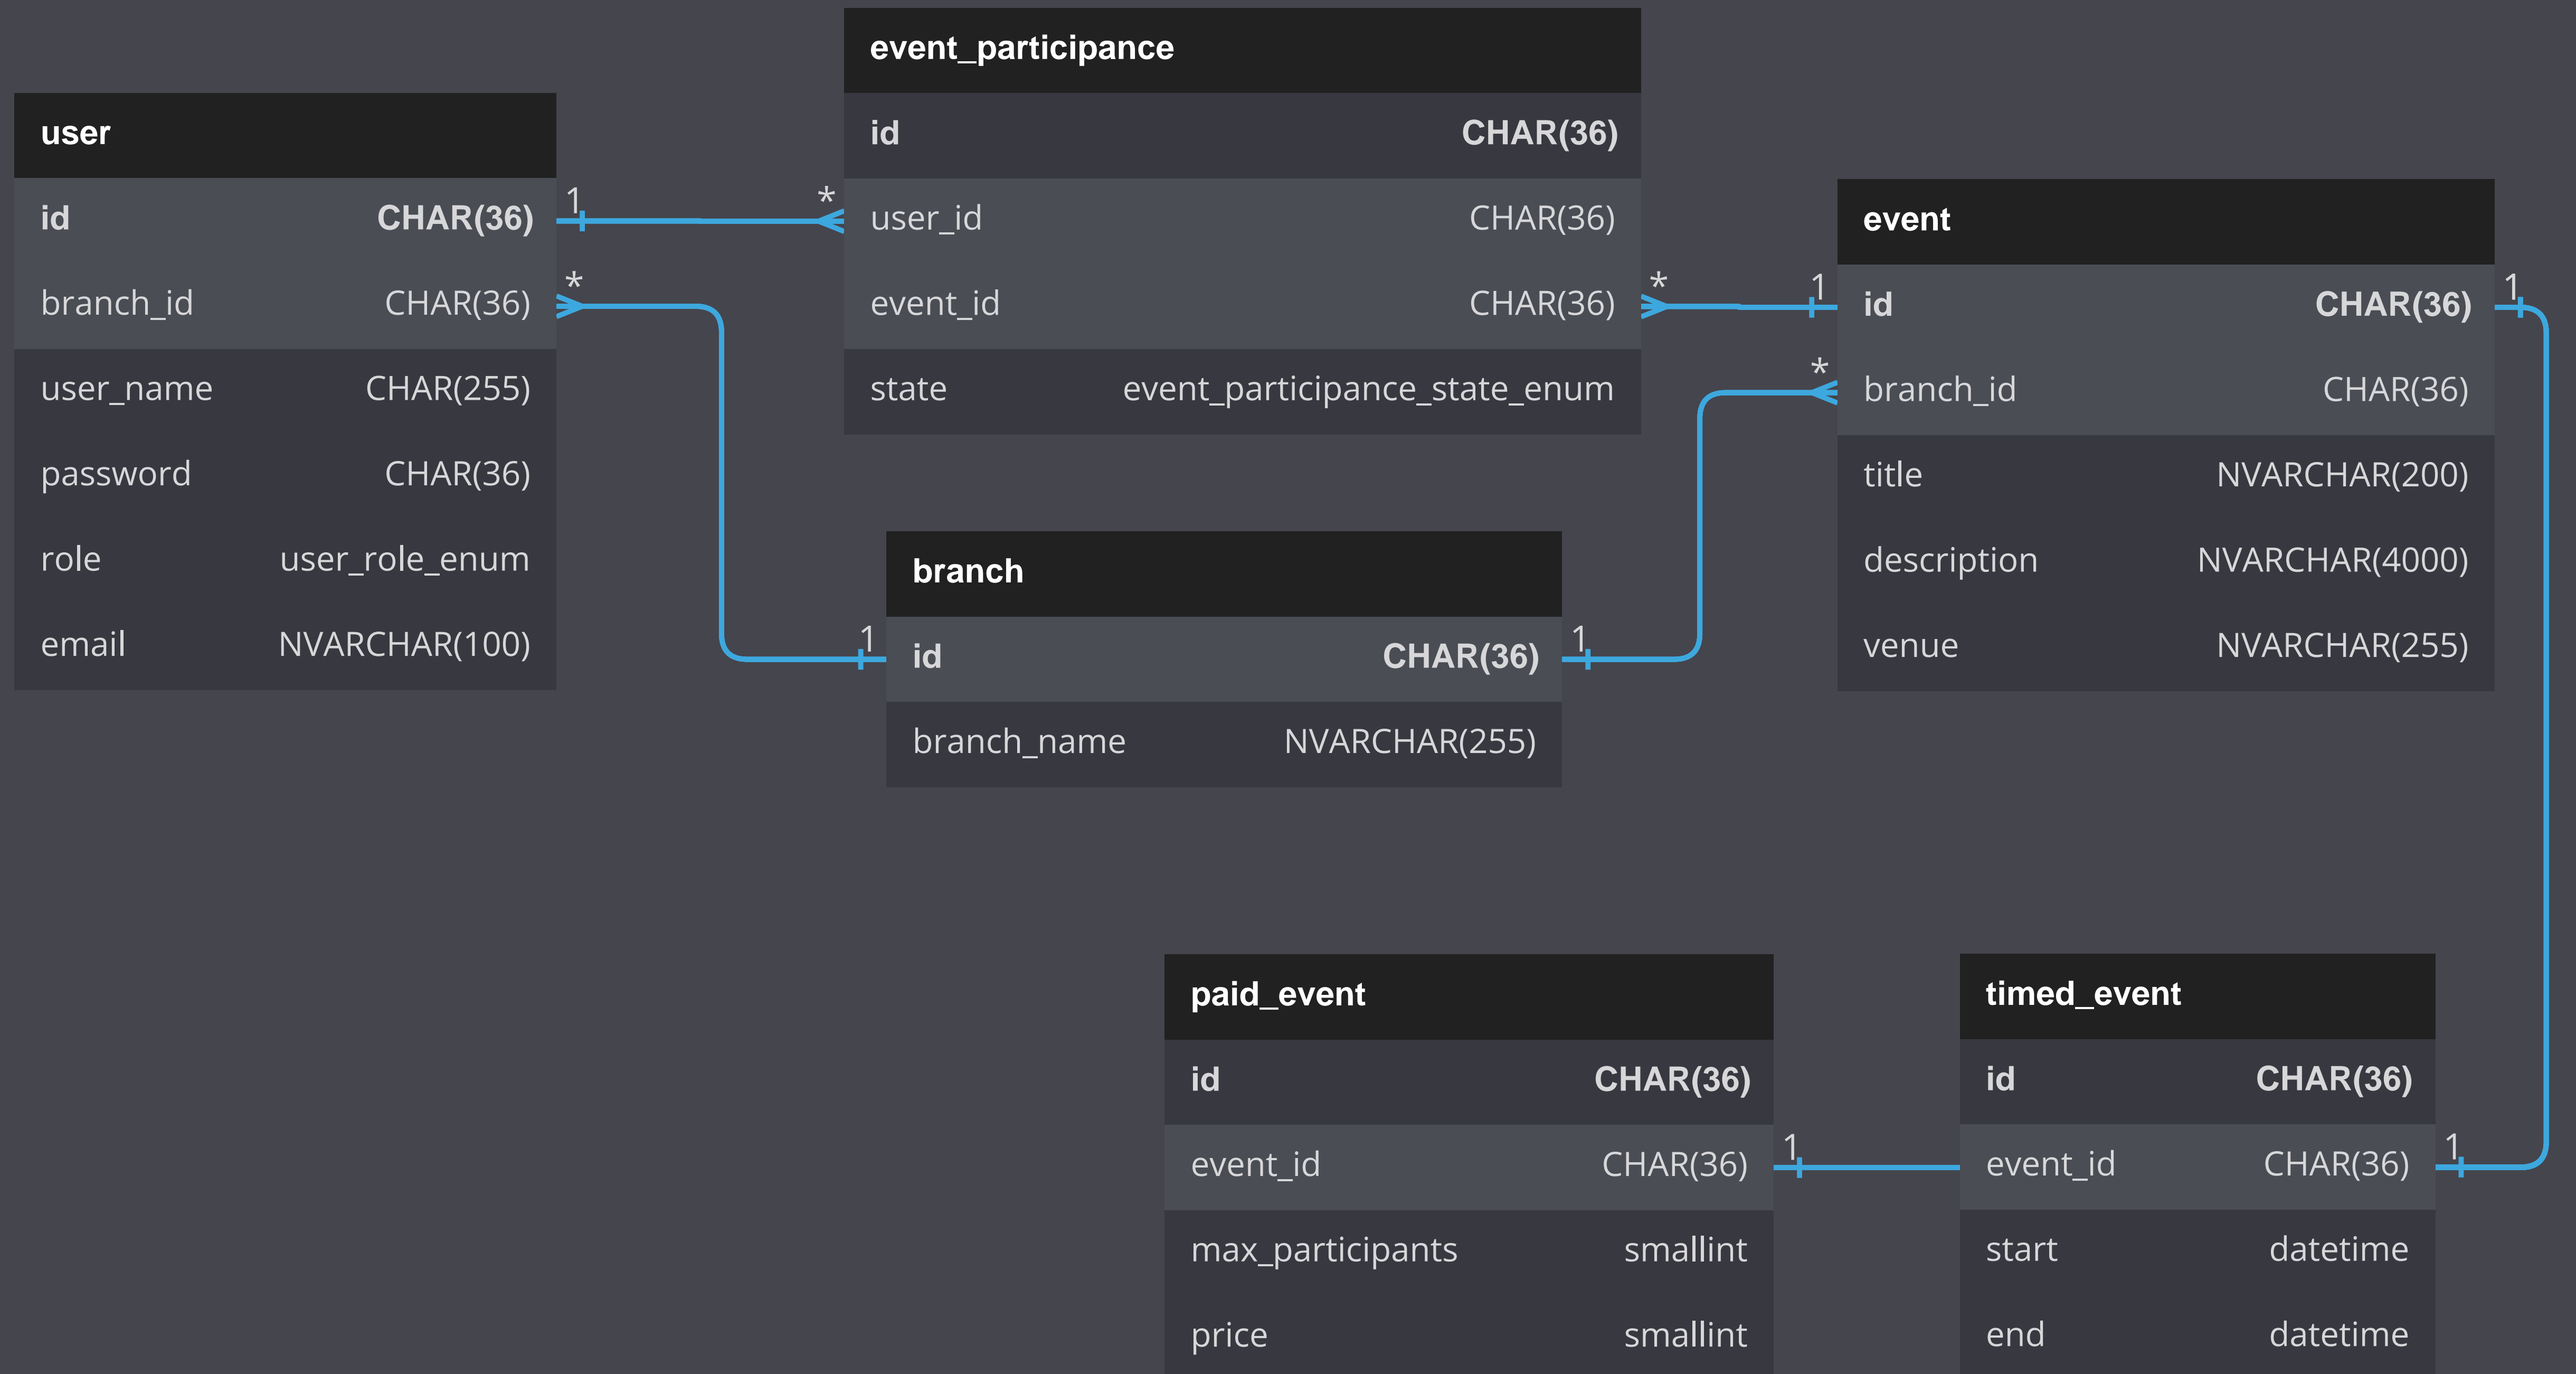 event_participance
id CHAR(36)
user_id CHAR(36)
event_id CHAR(36)
state event_participance_state_enum
user
id CHAR(36)
branch_id CHAR(36)
user_name CHAR(255)
password CHAR(36)
role user_role_enum
email NVARCHAR(100)
1 *
*
* 1
*
1
1
1
event
id CHAR(36)
branch_id CHAR(36)
title NVARCHAR(200)
description NVARCHAR(4000)
venue NVARCHAR(255)
branch
id CHAR(36)
branch_name NVARCHAR(255)
paid_event
id CHAR(36)
event_id CHAR(36)
max_participants smallint
price smallint
1
timed_event
id CHAR(36)
event_id CHAR(36)
start datetime
end datetime
1